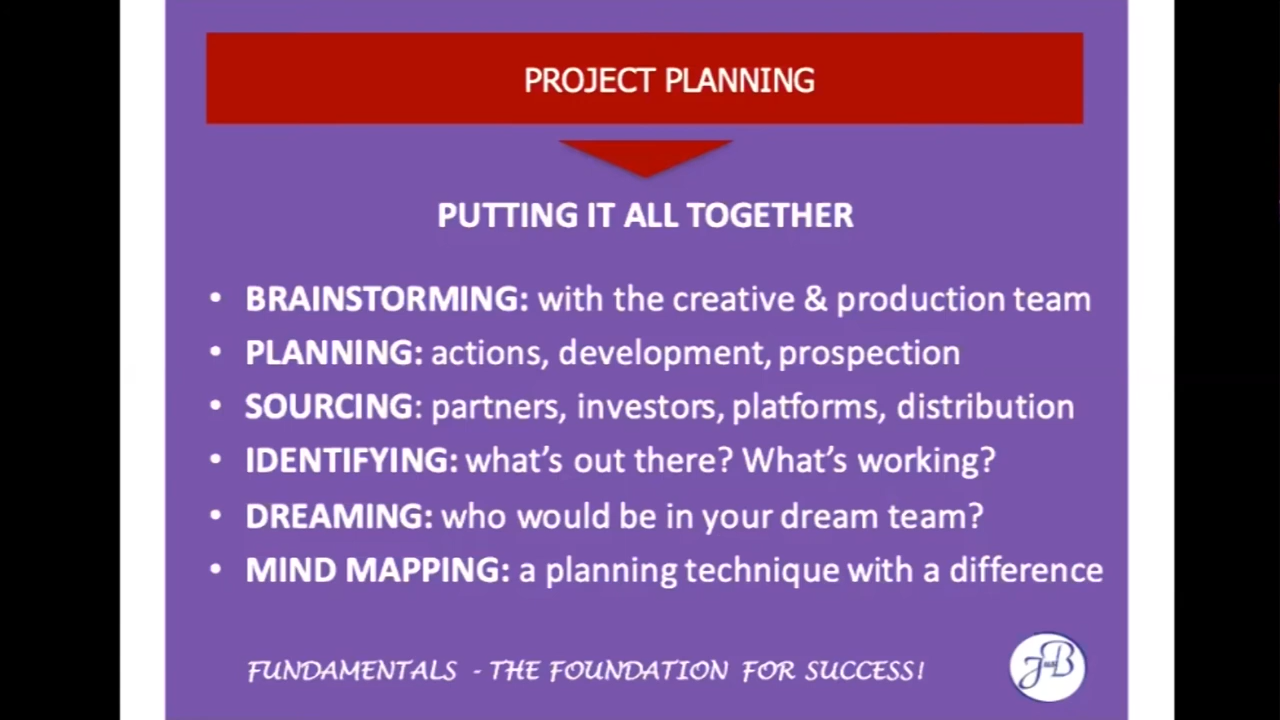 PROJECT PLANNING
PUTTING IT ALL TOGETHER
• BRAINSTORMING: with the creative & production team
• PLANNING: actions, development, prospection
• SOURCING: partners, investors, platforms, distribution
• IDENTIFYING: what’s out there? What’s working?
• DREAMING: who would be in your dream team?
• MIND MAPPING: a planning technique with a difference
FUNDAMENTALS - THE FOUNDATION FOR SUCCESS!